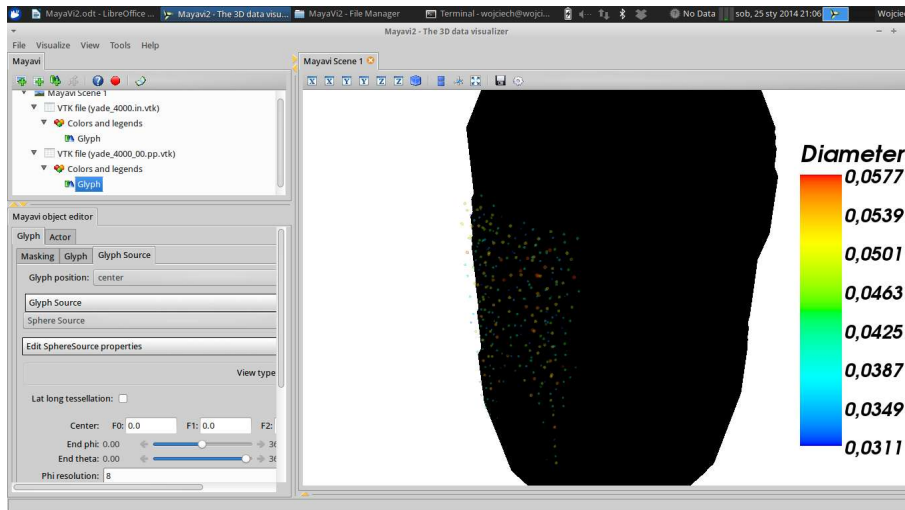 MayaVi2.odt - LibreOffice ...
Mayavi2 - The 3D data visu...
MayaVi2 - File Manager
Terminal - wojciech@wojci...
No Data
sob, 25 sty 2014 21:06
Wojcie
Mayavi2 - The 3D data visualizer
File Visualize View Tools Help
Mayavi
Mayavi Scene 1
VTK file (yade_4000.in.vtk)
Colors and legends
Glyph
VTK file (yade_4000_00.pp.vtk)
Colors and legends
Glyph
Mayavi object editor
Glyph Actor
Masking Glyph Glyph Source
Glyph position: center
Glyph Source
Sphere Source
Edit SphereSource properties
View type
Lat long tessellation:
Center: F0: 0.0 F1: 0.0 F2:
End phi: 0.00 36
End theta: 0.00 36
Phi resolution: 8
Mayavi Scene 1
X X Y Y Z Z
Diameter
0,0577
0,0539
0,0501
0,0463
0,0425
0,0387
0,0349
0,0311